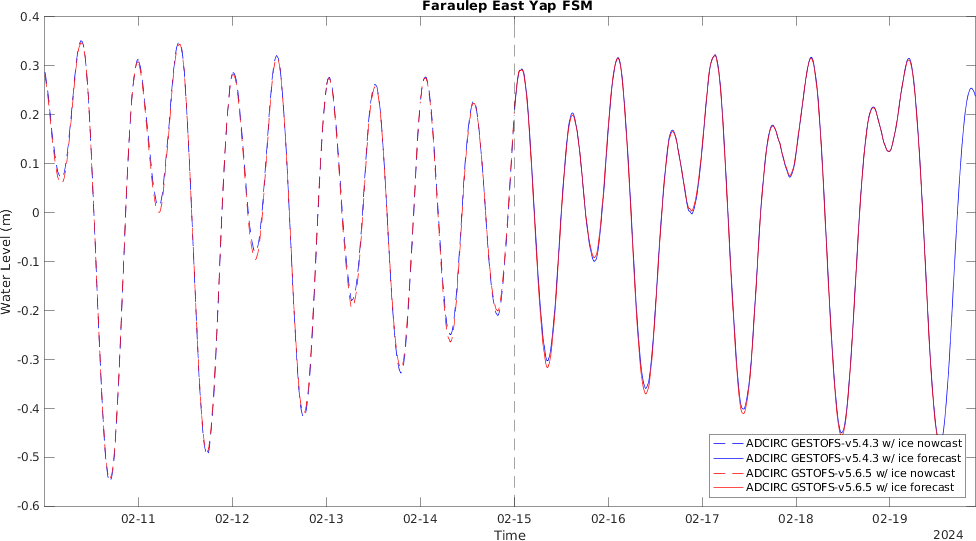 Faraulep East Yap FSM
0.4
0.3
0.2
0.1
0
-0.1
-0.2
-0.3
-0.4
-0.5
-0.6
Water Level (m)
ADCIRC GESTOFS-v5.4.3 w/ ice nowcast
ADCIRC GESTOFS-v5.4.3 w/ ice forecast
ADCIRC GSTOFS-v5.6.5 w/ ice nowcast
ADCIRC GSTOFS-v5.6.5 w/ ice forecast
02-11 02-12 02-13 02-14 02-15 02-16 02-17 02-18 02-19
Time
2024